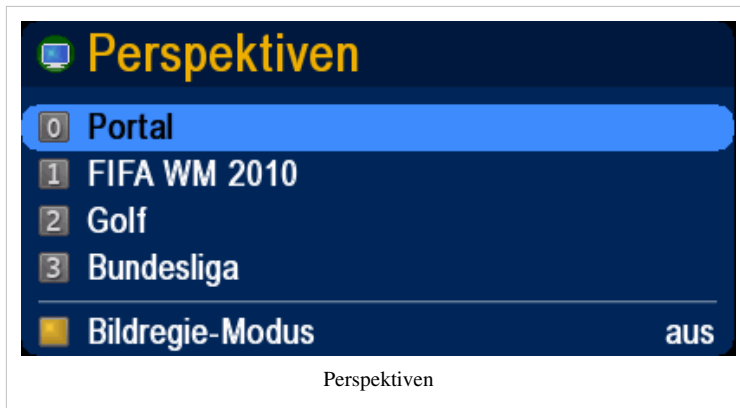 Perspektiven
0 Portal
1 FIFA WM 2010
2 Golf
3 Bundesliga
Bildregie-Modus aus
Perspektiven